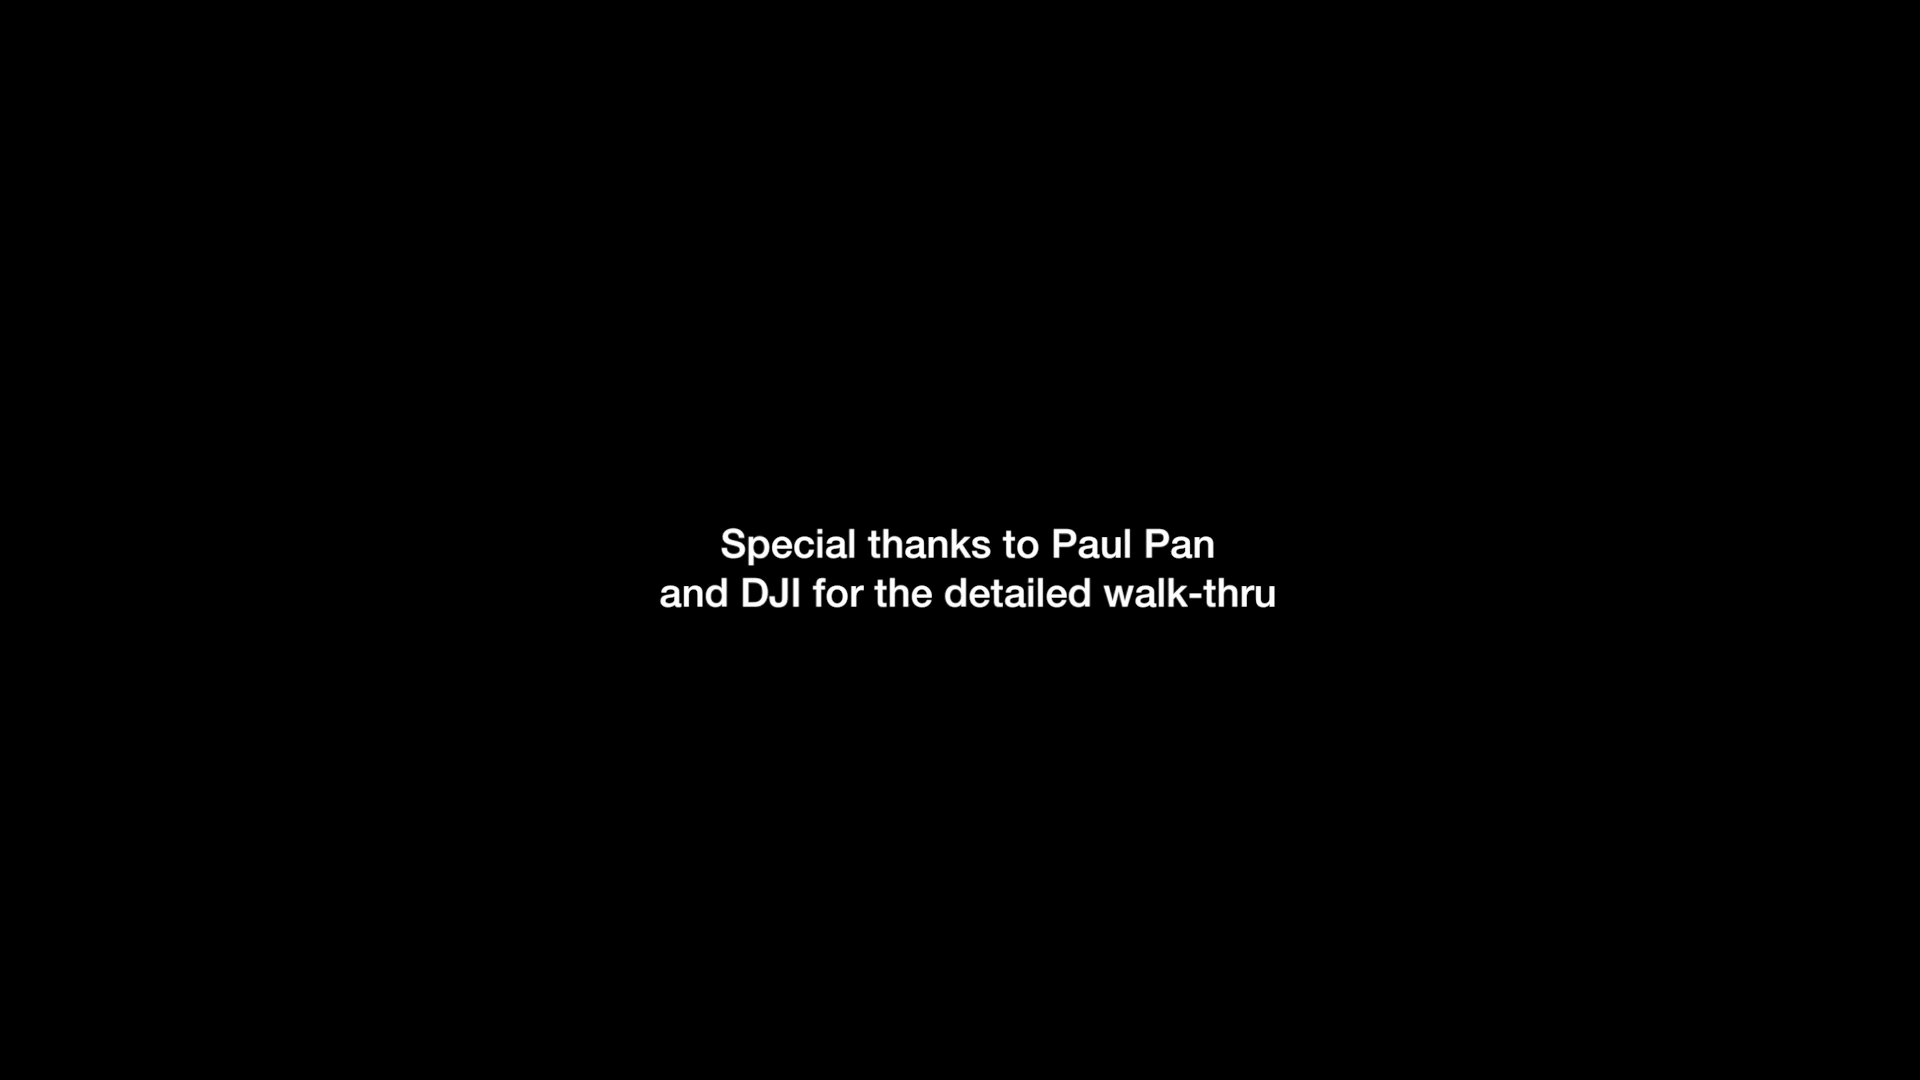 Special thanks to Paul Pan
and DJI for the detailed walk-thru